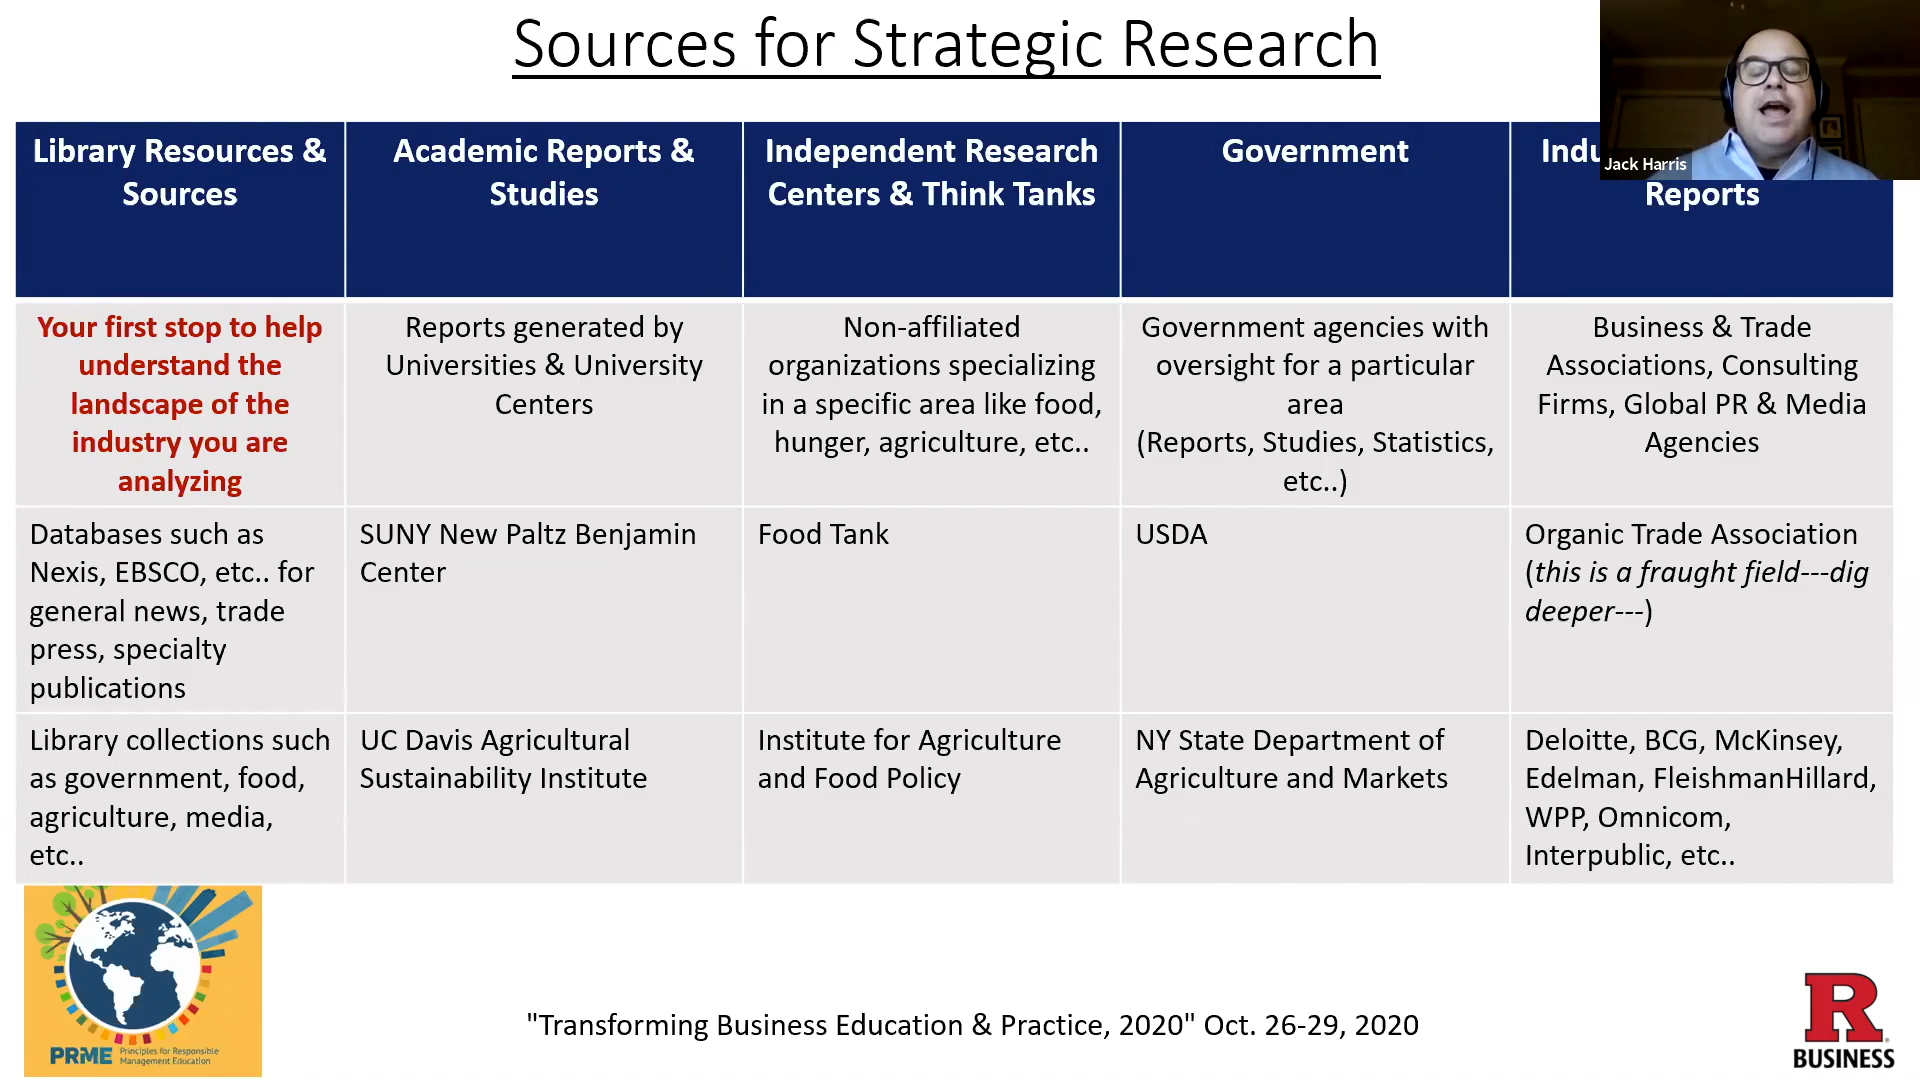 Sources for Strategic Research
Jack Harris
Library Resources &
Sources
Academic Reports &
Studies
Independent Research
Centers & Think Tanks
Government
Reports
Your first stop to help
understand the
landscape of the
industry you are
analyzing
Reports generated by
Universities & University
Centers
Non-affiliated
organizations specializing
in a specific area like food,
hunger, agriculture, etc..
Government agencies with
oversight for a particular
area
(Reports, Studies, Statistics,
etc..)
Business & Trade
Associations, Consulting
Firms, Global PR & Media
Agencies
Databases such as
Nexis, EBSCO, etc.. for
general news, trade
press, specialty
publications
SUNY New Paltz Benjamin
Center
Food Tank
USDA
Organic Trade Association
(this is a fraught field---dig
deeper---)
Library collections such
as government, food,
agriculture, media,
etc..
UC Davis Agricultural
Sustainability Institute
Institute for Agriculture
and Food Policy
NY State Department of
Agriculture and Markets
Deloitte, BCG, McKinsey,
Edelman, FleishmanHillard,
WPP, Omnicom,
Interpublic, etc..
PRME Principles for Responsible
Management Education
"Transforming Business Education & Practice, 2020" Oct. 26-29, 2020
R
BUSINESS